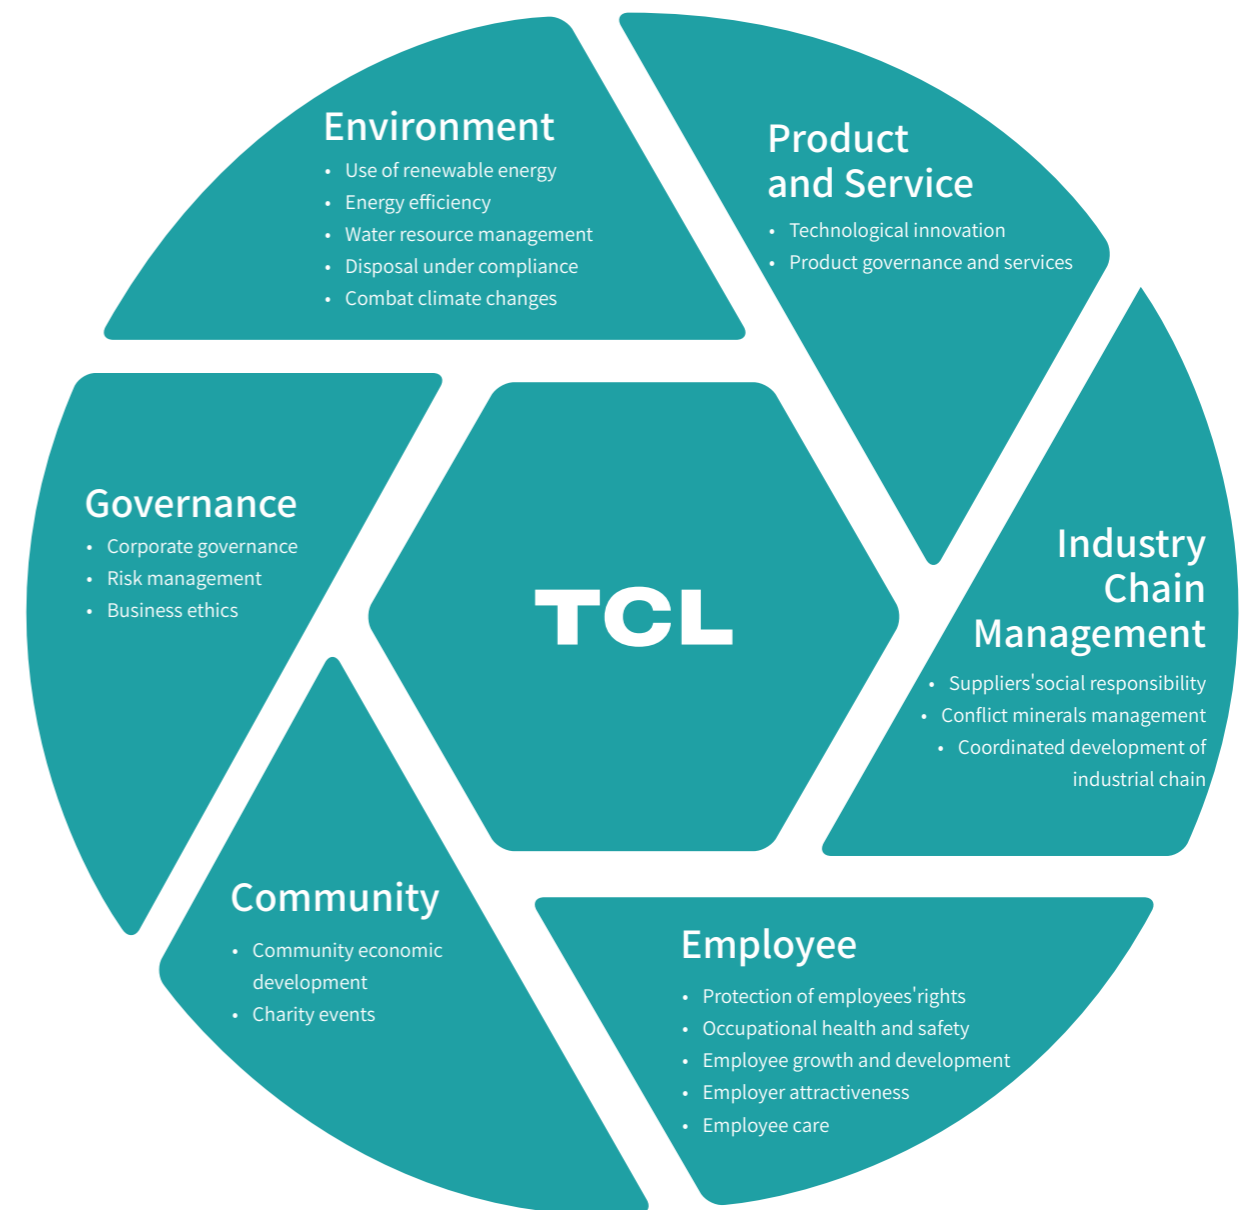 Environment
• Use of renewable energy
• Energy efficiency
• Water resource management
• Disposal under compliance
• Combat climate changes
Product
and Service
• Technological innovation
• Product governance and services
Governance
• Corporate governance
• Risk management
• Business ethics
TCL
Industry
Chain
Management
• Suppliers'social responsibility
• Conflict minerals management
• Coordinated development of
industrial chain
Community
• Community economic
development
• Charity events
Employee
• Protection of employees'rights
• Occupational health and safety
• Employee growth and development
• Employer attractiveness
• Employee care